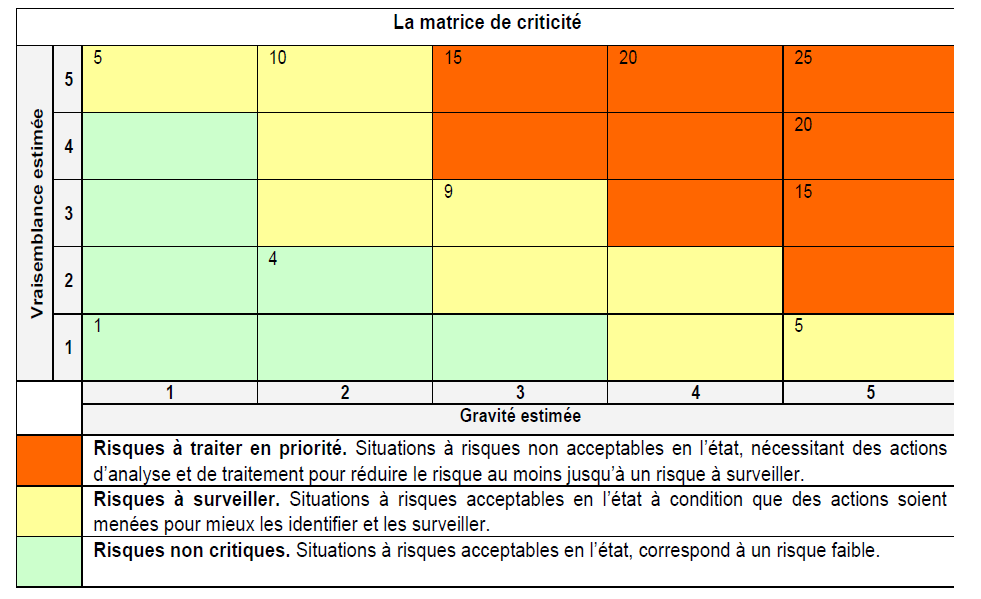 La matrice de criticité
Vraisemblance estimée
5
5
10
15
20
25
4
20
3
9
15
2
4
1
1
5
1
2
3
4
5
Gravité estimée
Risques à traiter en priorité. Situations à risques non acceptables en l’état, nécessitant des actions
d’analyse et de traitement pour réduire le risque au moins jusqu’à un risque à surveiller.
Risques à surveiller. Situations à risques acceptables en l’état à condition que des actions soient
menées pour mieux les identifier et les surveiller.
Risques non critiques. Situations à risques acceptables en l’état, correspond à un risque faible.